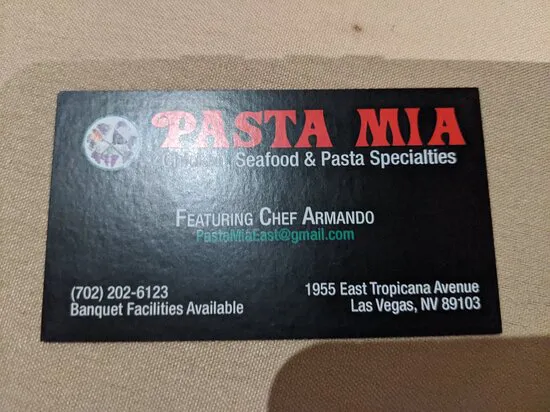 PASTA MIA
Chicken, Seafood & Pasta Specialties
FEATURING CHEF ARMANDO
PastaMiaEast@gmail.com
(702) 202-6123
Banquet Facilities Available
1955 East Tropicana Avenue
Las Vegas, NV 89103